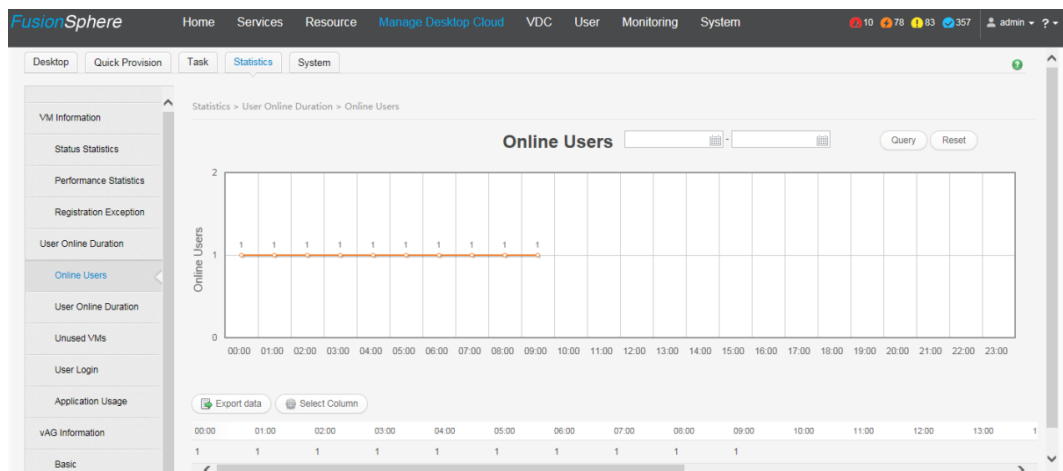 FusionSphere Home Services Resource Manage Desktop Cloud VDC User Monitoring System 10 78 83 357 admin ?
Desktop Quick Provision Task Statistics System ?
VM Information
Status Statistics
Performance Statistics
Registration Exception
User Online Duration
Online Users
User Online Duration
Unused VMs
User Login
Application Usage
vAG Information
Basic
Statistics > User Online Duration > Online Users
Online Users - Query Reset
2
1 1 1 1 1 1 1 1 1 1
1
0
Online Users
00:00 01:00 02:00 03:00 04:00 05:00 06:00 07:00 08:00 09:00 10:00 11:00 12:00 13:00 14:00 15:00 16:00 17:00 18:00 19:00 20:00 21:00 22:00 23:00
Export data Select Column
00:00 01:00 02:00 03:00 04:00 05:00 06:00 07:00 08:00 09:00 10:00 11:00 12:00 13:00 1
1 1 1 1 1 1 1 1 1 1